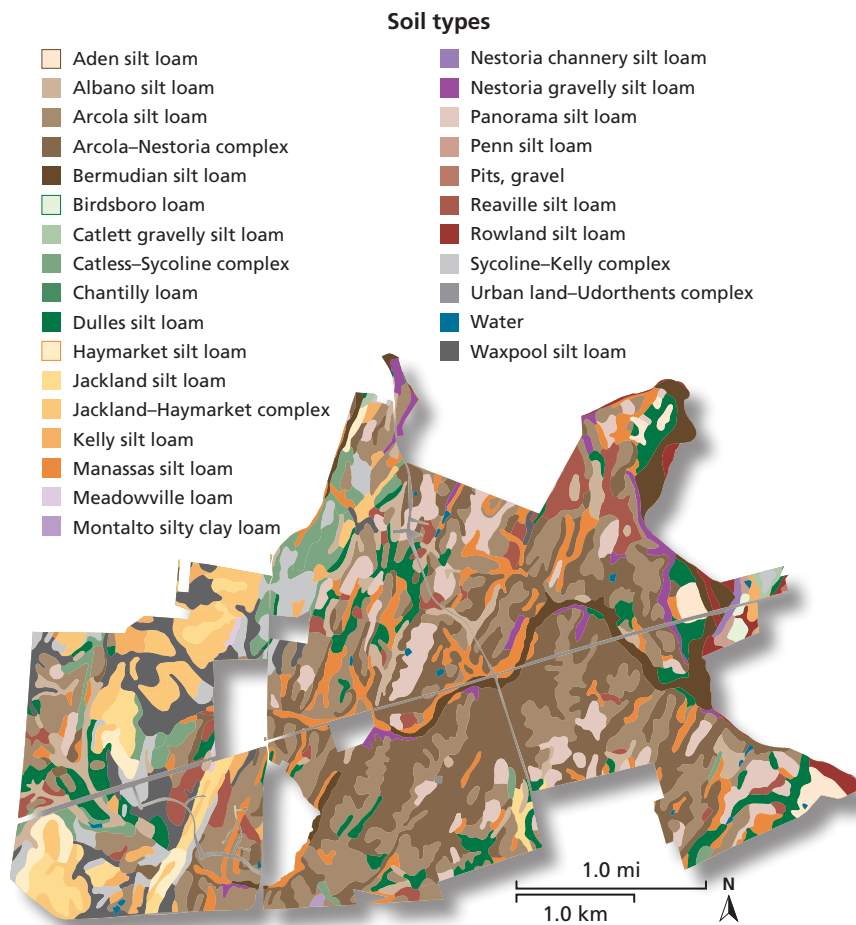 Soil types
Aden silt loam
Albano silt loam
Arcola silt loam
Arcola–Nestoria complex
Bermudian silt loam
Birdsboro loam
Catlett gravelly silt loam
Catless–Sycoline complex
Chantilly loam
Dulles silt loam
Haymarket silt loam
Jackland silt loam
Jackland–Haymarket complex
Kelly silt loam
Manassas silt loam
Meadowville loam
Montalto silty clay loam
Nestoria channery silt loam
Nestoria gravelly silt loam
Panorama silt loam
Penn silt loam
Pits, gravel
Reaville silt loam
Rowland silt loam
Sycoline–Kelly complex
Urban land–Udorthents complex
Water
Waxpool silt loam
1.0 mi
1.0 km
N